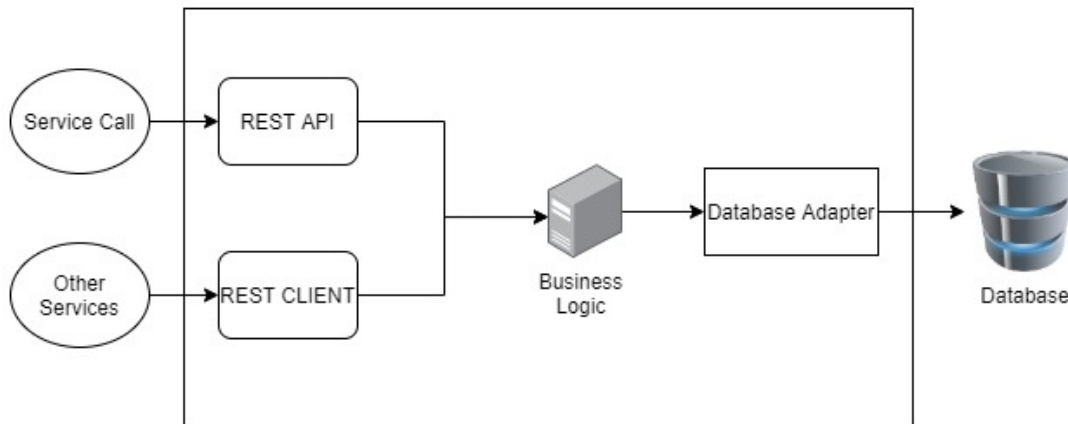 Service Call
REST API
Other
Services
REST CLIENT
Business
Logic
Database Adapter
Database